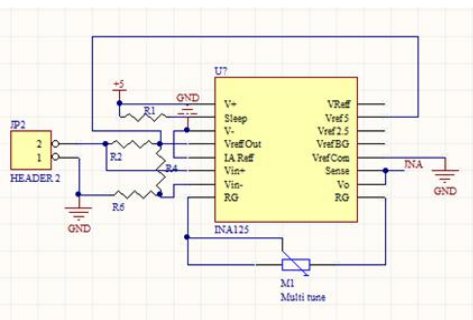 U?
+5
GND
R1
V+
Sleep
V-
VreffOut
IA Reff
Vin+
Vin-
RG
VReff
Vref5
Vref2.5
VrefBG
VrefCom
Sense
Vo
RG
JP2
2
1
HEADER 2
R2
R4
R6
GND
INA
GND
INA125
M1
Multi tune